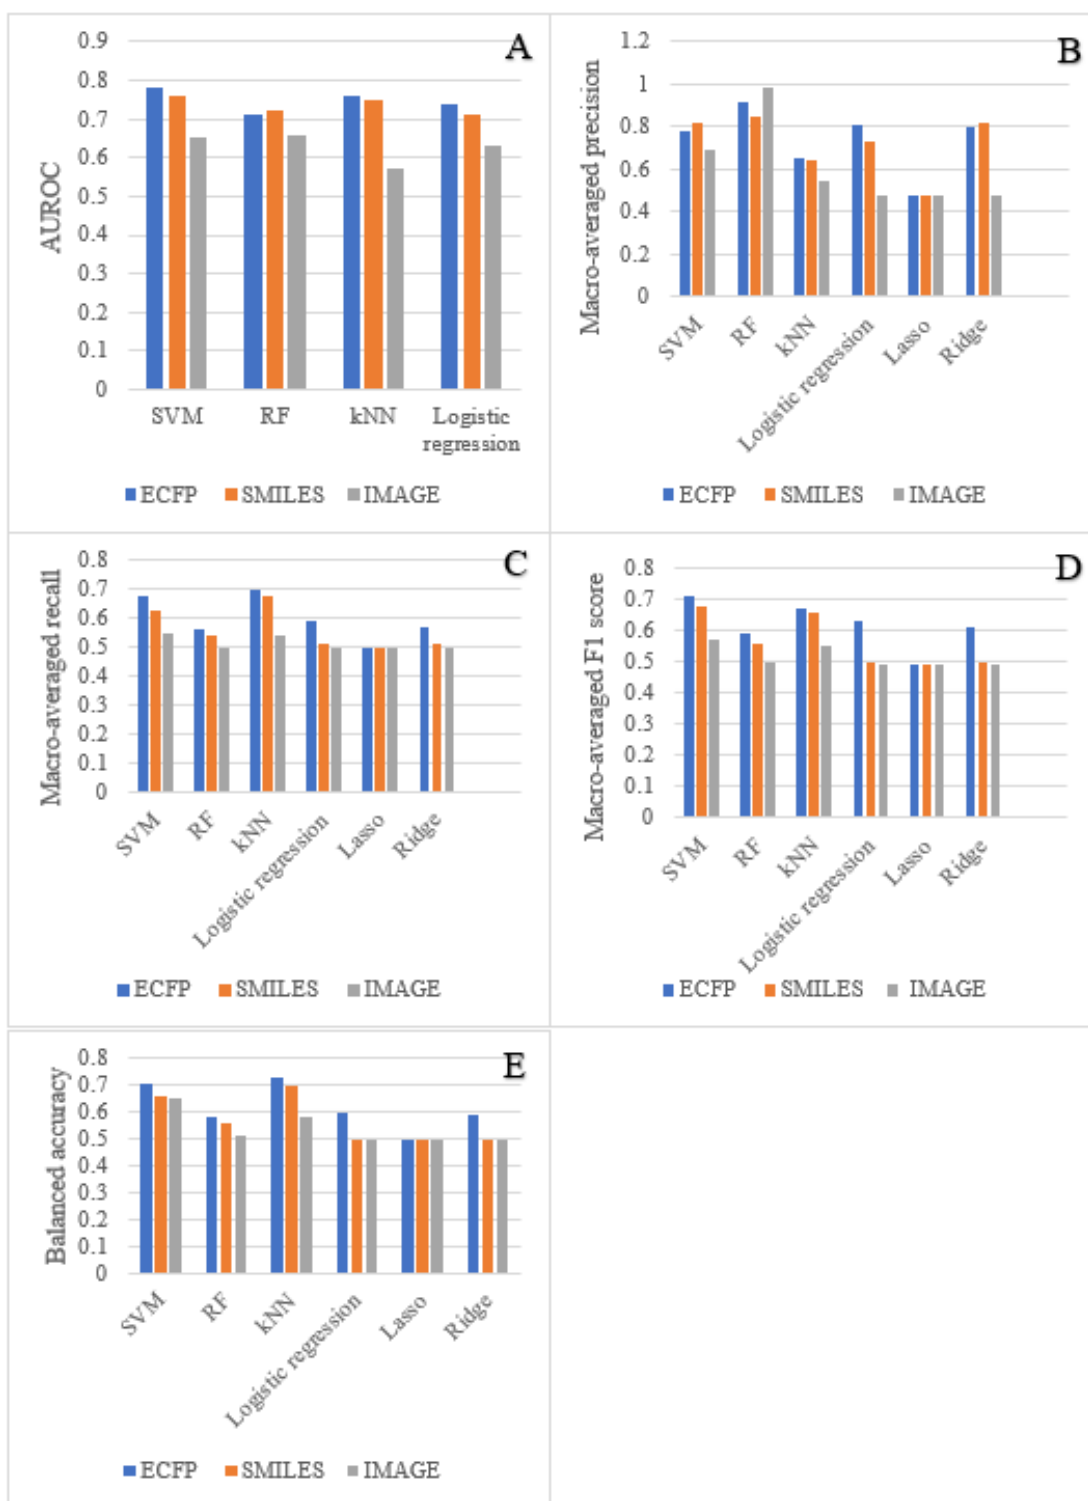 A
AUROC
0.9
0.8
0.7
0.6
0.5
0.4
0.3
0.2
0.1
0
SVM RF kNN Logistic
regression
ECFP SMILES IMAGE
B
Macro-averaged precision
1.2
1
0.8
0.6
0.4
0.2
0
SVM RF kNN Logistic regression Lasso Ridge
ECFP SMILES IMAGE
C
Macro-averaged recall
0.8
0.7
0.6
0.5
0.4
0.3
0.2
0.1
0
SVM RF kNN Logistic regression Lasso Ridge
ECFP SMILES IMAGE
D
Macro-averaged F1 score
0.8
0.7
0.6
0.5
0.4
0.3
0.2
0.1
0
SVM RF kNN Logistic regression Lasso Ridge
ECFP SMILES IMAGE
E
Balanced accuracy
0.8
0.7
0.6
0.5
0.4
0.3
0.2
0.1
0
SVM RF kNN Logistic regression Lasso Ridge
ECFP SMILES IMAGE